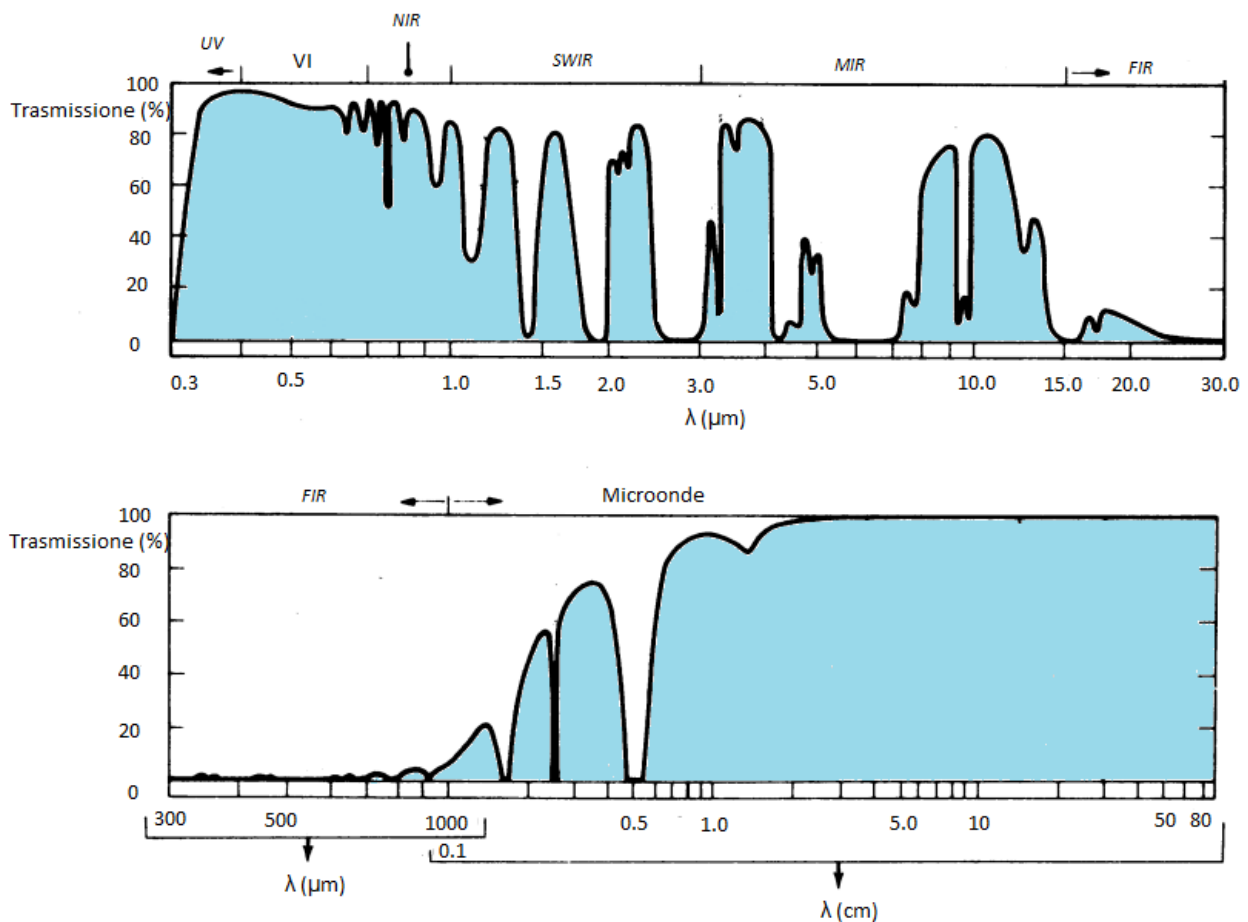 NIR
UV VI SWIR MIR FIR
100
Trasmissione (%)
80
60
40
20
0
0.3 0.5 1.0 1.5 2.0 3.0 5.0 10.0 15.0 20.0 30.0
λ (μm)
FIR Microonde
100
Trasmissione (%)
80
60
40
20
0
300 500 1000 0.5 1.0 5.0 10 50 80
0.1
λ (μm)
λ (cm)